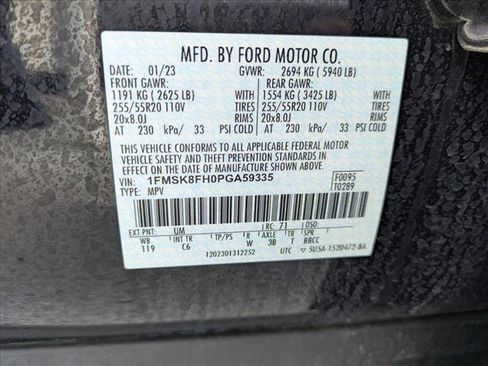 MFD. BY FORD MOTOR CO.
DATE: 01/23 GVWR: 2694 KG ( 5940 LB)
FRONT GAWR: REAR GAWR:
1191 KG ( 2625 LB) WITH 1554 KG ( 3425 LB) WITH
255/55R20 110V TIRES 255/55R20 110V TIRES
20x8.0J RIMS 20x8.0J RIMS
AT 230 kPa/ 33 PSI COLD AT 230 kPa/ 33 PSI COLD
THIS VEHICLE CONFORMS TO ALL APPLICABLE FEDERAL MOTOR
VEHICLE SAFETY AND THEFT PREVENTION STANDARDS IN EFFECT
ON THE DATE OF MANUFACTURE SHOWN ABOVE.
VIN: 1FMSK8FH0PGA59335 F0095
TYPE: MPV T0289
EXT PNT: UM RC: 71 DSO:
WB INT TR TP/PS R AXLE TR SPR
119 C6 W 3B T BBCC
1202301312252 UTC 5USA-1520472-BA